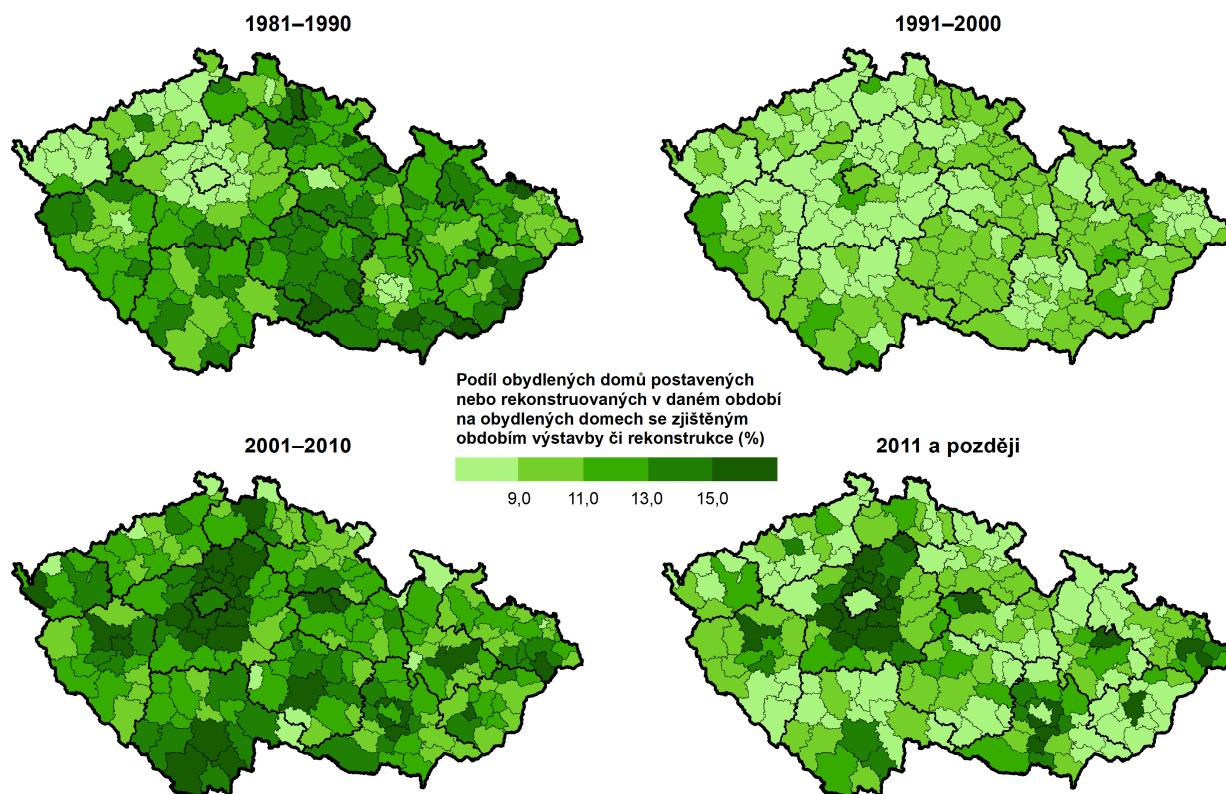 1981–1990
1991–2000
Podíl obydlených domů postavených
nebo rekonstruovaných v daném období
na obydlených domech se zjištěným
obdobím výstavby či rekonstrukce (%)
9,0 11,0 13,0 15,0
2001–2010
2011 a později